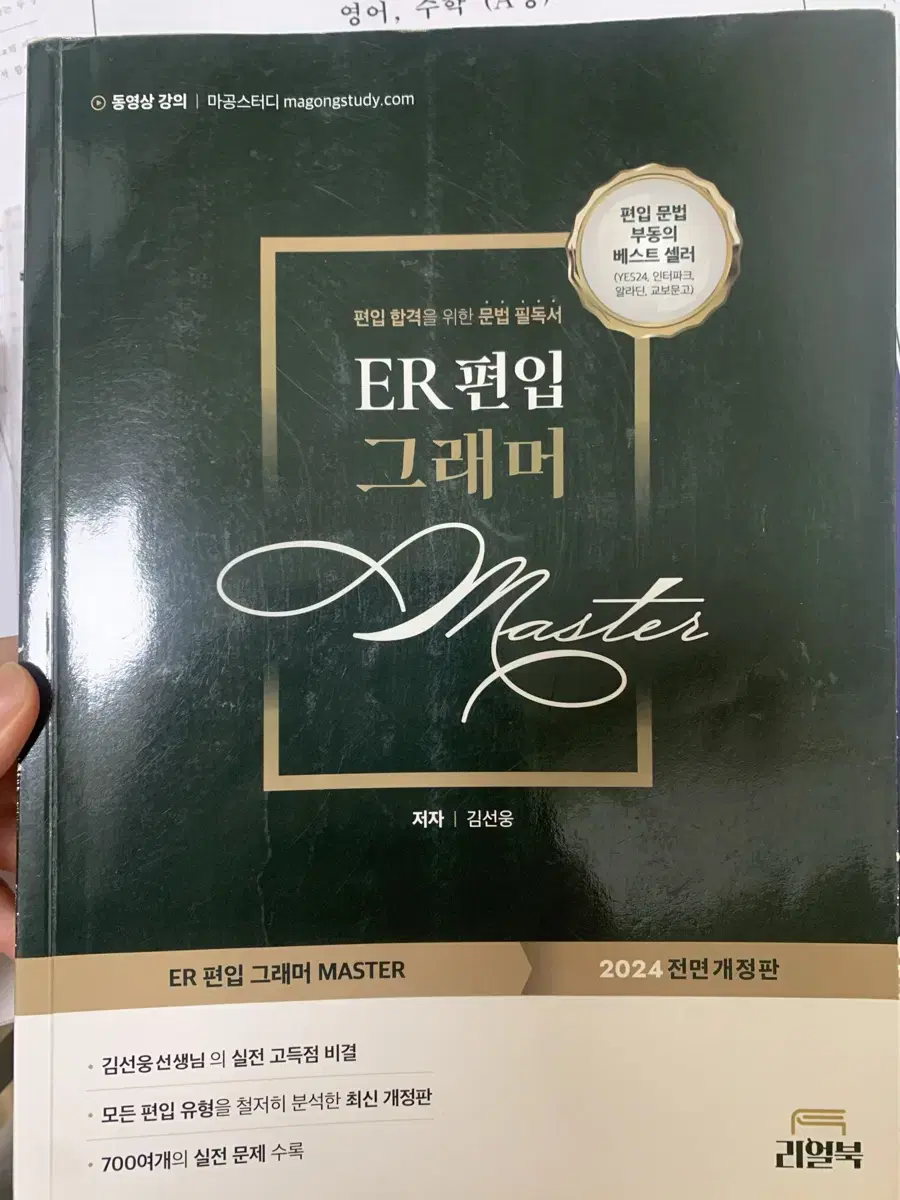 영어, 수학 (A형)
동영상 강의 | 마공스터디 magongstudy.com
편입 문법
부동의
베스트 셀러
(YES24, 인터파크,
알라딘, 교보문고)
편입 합격을 위한 문법 필독서
ER 편입
그래머
Master
저자 | 김선웅
ER 편입 그래머 MASTER
2024 전면개정판
· 김선웅선생님의 실전 고득점 비결
· 모든 편입 유형을 철저히 분석한 최신 개정판
· 700여개의 실전 문제 수록
리얼북